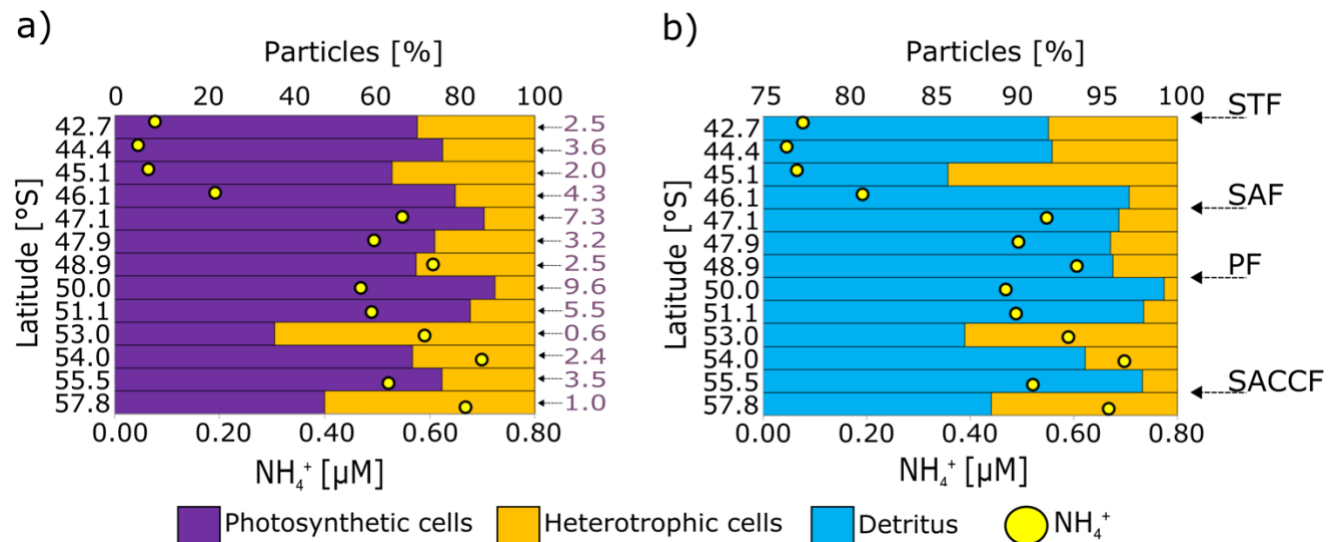 a)
Particles [%]
0 20 40 60 80 100
Latitude [°S]
42.7 2.5
44.4 3.6
45.1 2.0
46.1 4.3
47.1 7.3
47.9 3.2
48.9 2.5
50.0 9.6
51.1 5.5
53.0 0.6
54.0 2.4
55.5 3.5
57.8 1.0
0.00 0.20 0.40 0.60 0.80
NH₄⁺ [µM]
b)
Particles [%]
75 80 85 90 95 100
Latitude [°S]
42.7
44.4
45.1
46.1
47.1
47.9
48.9
50.0
51.1
53.0
54.0
55.5
57.8
0.00 0.20 0.40 0.60 0.80
NH₄⁺ [µM]
STF
SAF
PF
SACCF
Photosynthetic cells Heterotrophic cells Detritus NH₄⁺